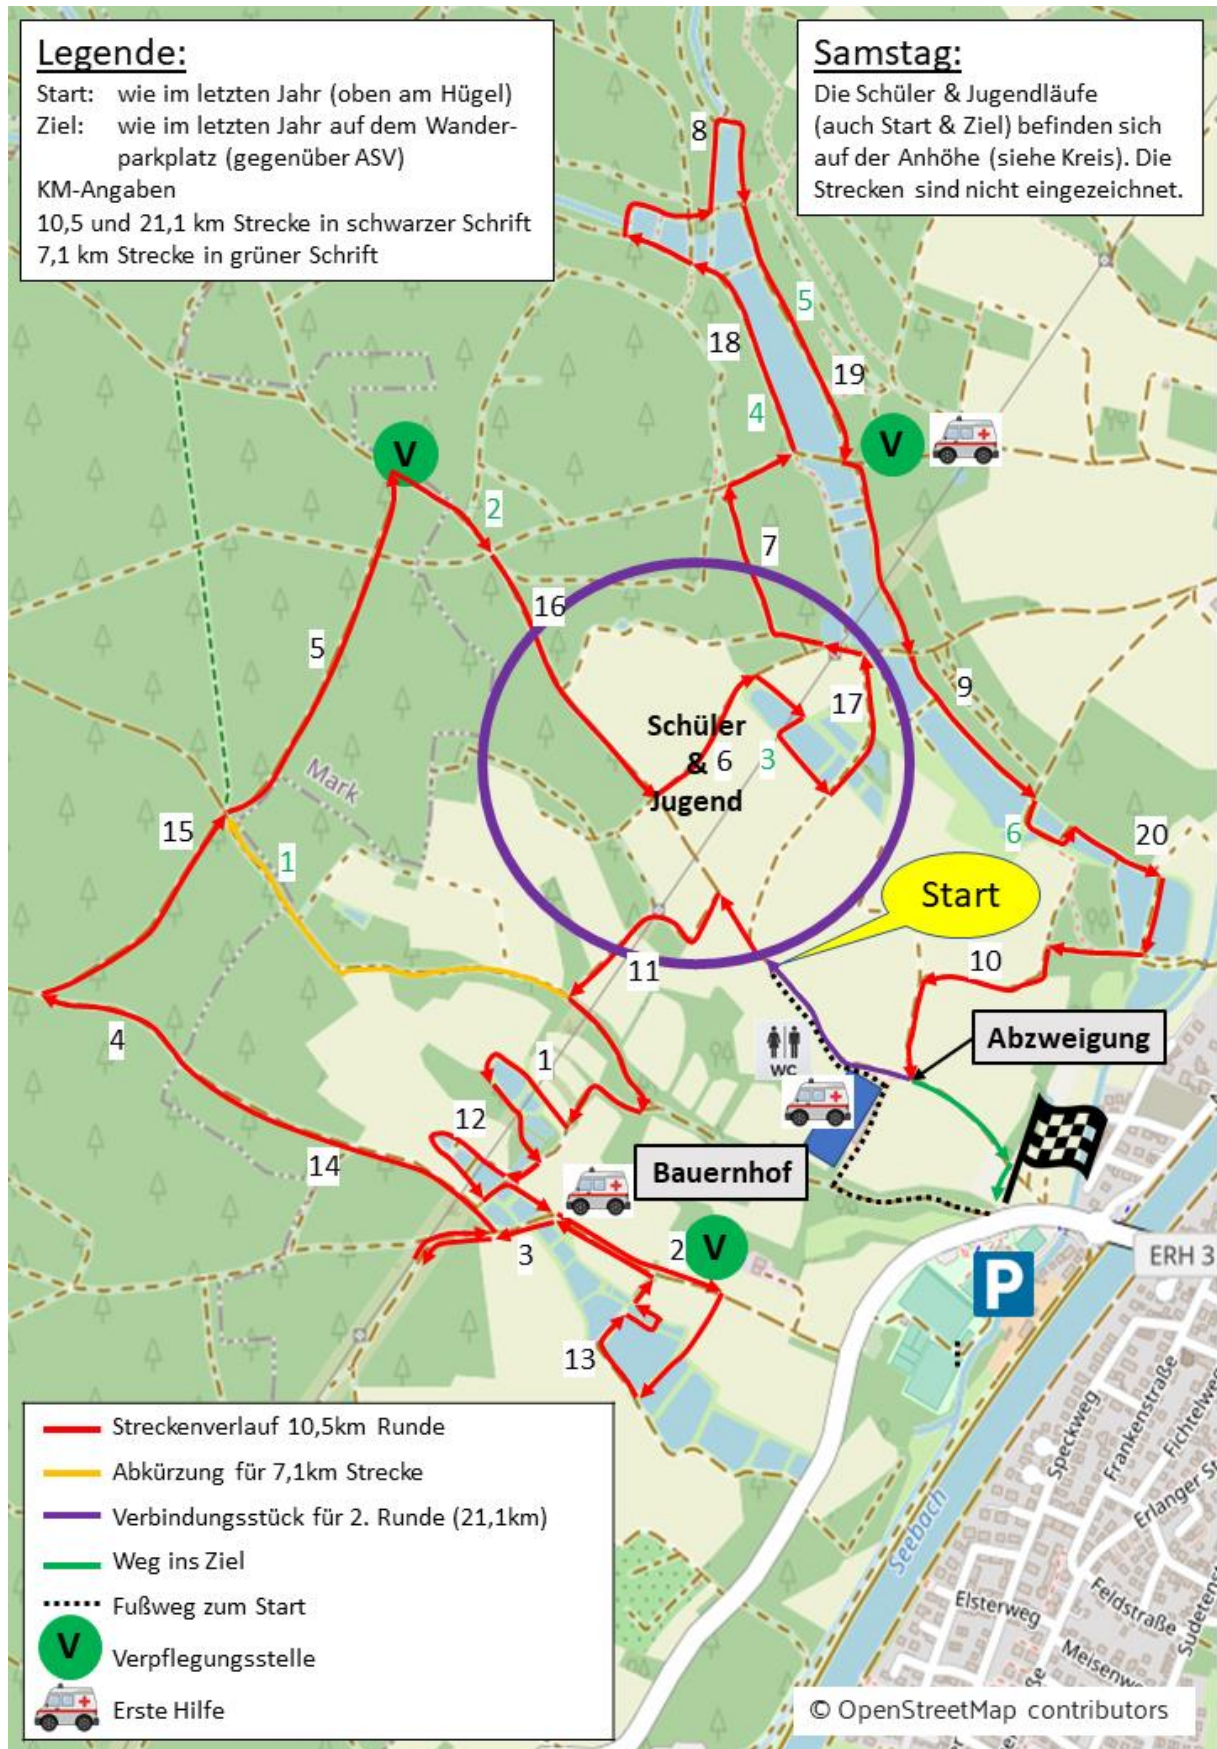 Legende:
Start: wie im letzten Jahr (oben am Hügel)
Ziel: wie im letzten Jahr auf dem Wander-
parkplatz (gegenüber ASV)
KM-Angaben
10,5 und 21,1 km Strecke in schwarzer Schrift
7,1 km Strecke in grüner Schrift
Samstag:
Die Schüler & Jugendläufe
(auch Start & Ziel) befinden sich
auf der Anhöhe (siehe Kreis). Die
Strecken sind nicht eingezeichnet.
8
5
18
19
4
V
V
2
7
16
5
9
17
Schüler
& 6
3
Jugend
Mark
15
1
6
20
Start
11
10
4
Abzweigung
1
WC
12
14
Bauernhof
3
2
V
ERH 3
P
13
Speckweg
Frankenstraße
Fichtelweg
Erlanger St
Seebach
Elsterweg
Feldstraße
Sudetenst
Meisenw
ße
Streckenverlauf 10,5km Runde
Abkürzung für 7,1km Strecke
Verbindungsstück für 2. Runde (21,1km)
Weg ins Ziel
Fußweg zum Start
V Verpflegungsstelle
Erste Hilfe
© OpenStreetMap contributors